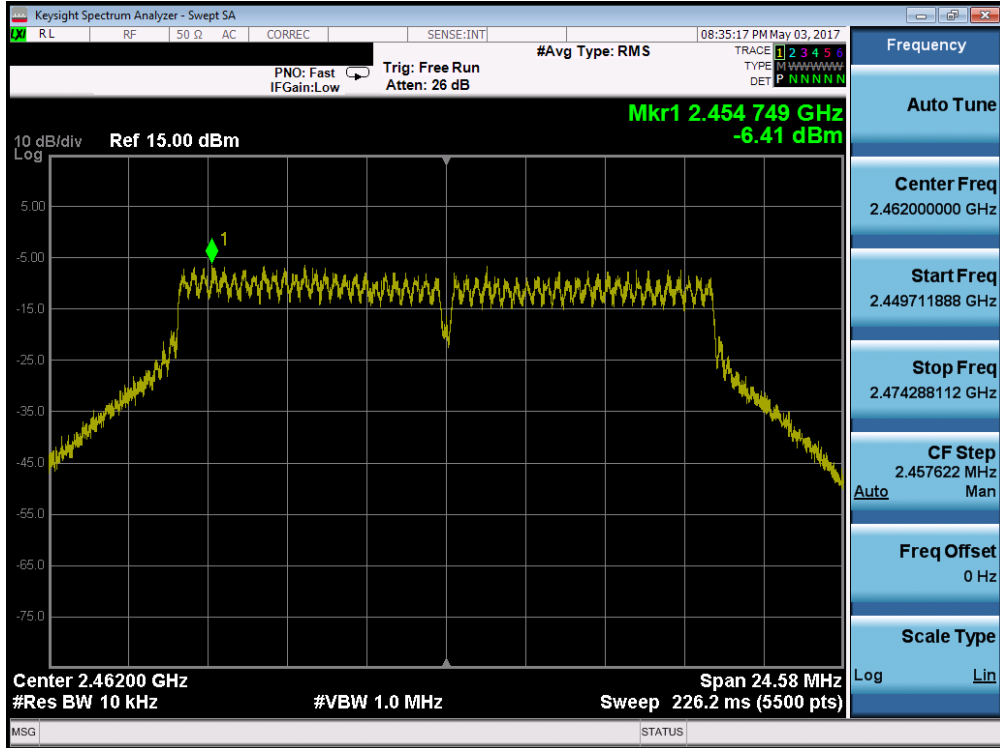 Keysight Spectrum Analyzer - Swept SA
LXI RL RF 50 Ω AC CORREC SENSE:INT 08:35:17 PM May 03, 2017
#Avg Type: RMS TRACE 1 2 3 4 5 6
PNO: Fast Trig: Free Run TYPE M WWWWW
IFGain:Low Atten: 26 dB DET P N N N N N
Mkr1 2.454 749 GHz
-6.41 dBm
10 dB/div Ref 15.00 dBm
Log
1
5.00
-5.00
-15.0
-25.0
-35.0
-45.0
-55.0
-65.0
-75.0
Center 2.46200 GHz Span 24.58 MHz
#Res BW 10 kHz #VBW 1.0 MHz Sweep 226.2 ms (5500 pts)
MSG STATUS
Frequency
Auto Tune
Center Freq
2.462000000 GHz
Start Freq
2.449711888 GHz
Stop Freq
2.474288112 GHz
CF Step
2.457622 MHz
Auto Man
Freq Offset
0 Hz
Scale Type
Log Lin